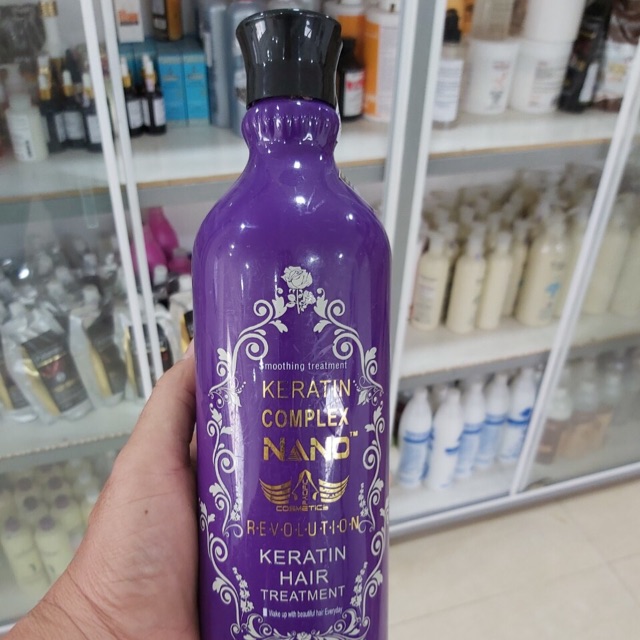 Smoothing treatment
KERATIN
COMPLEX
NANO™
COSMETICS
REVOLUTION
KERATIN
HAIR
TREATMENT
Wake up with beautiful hair Everyday